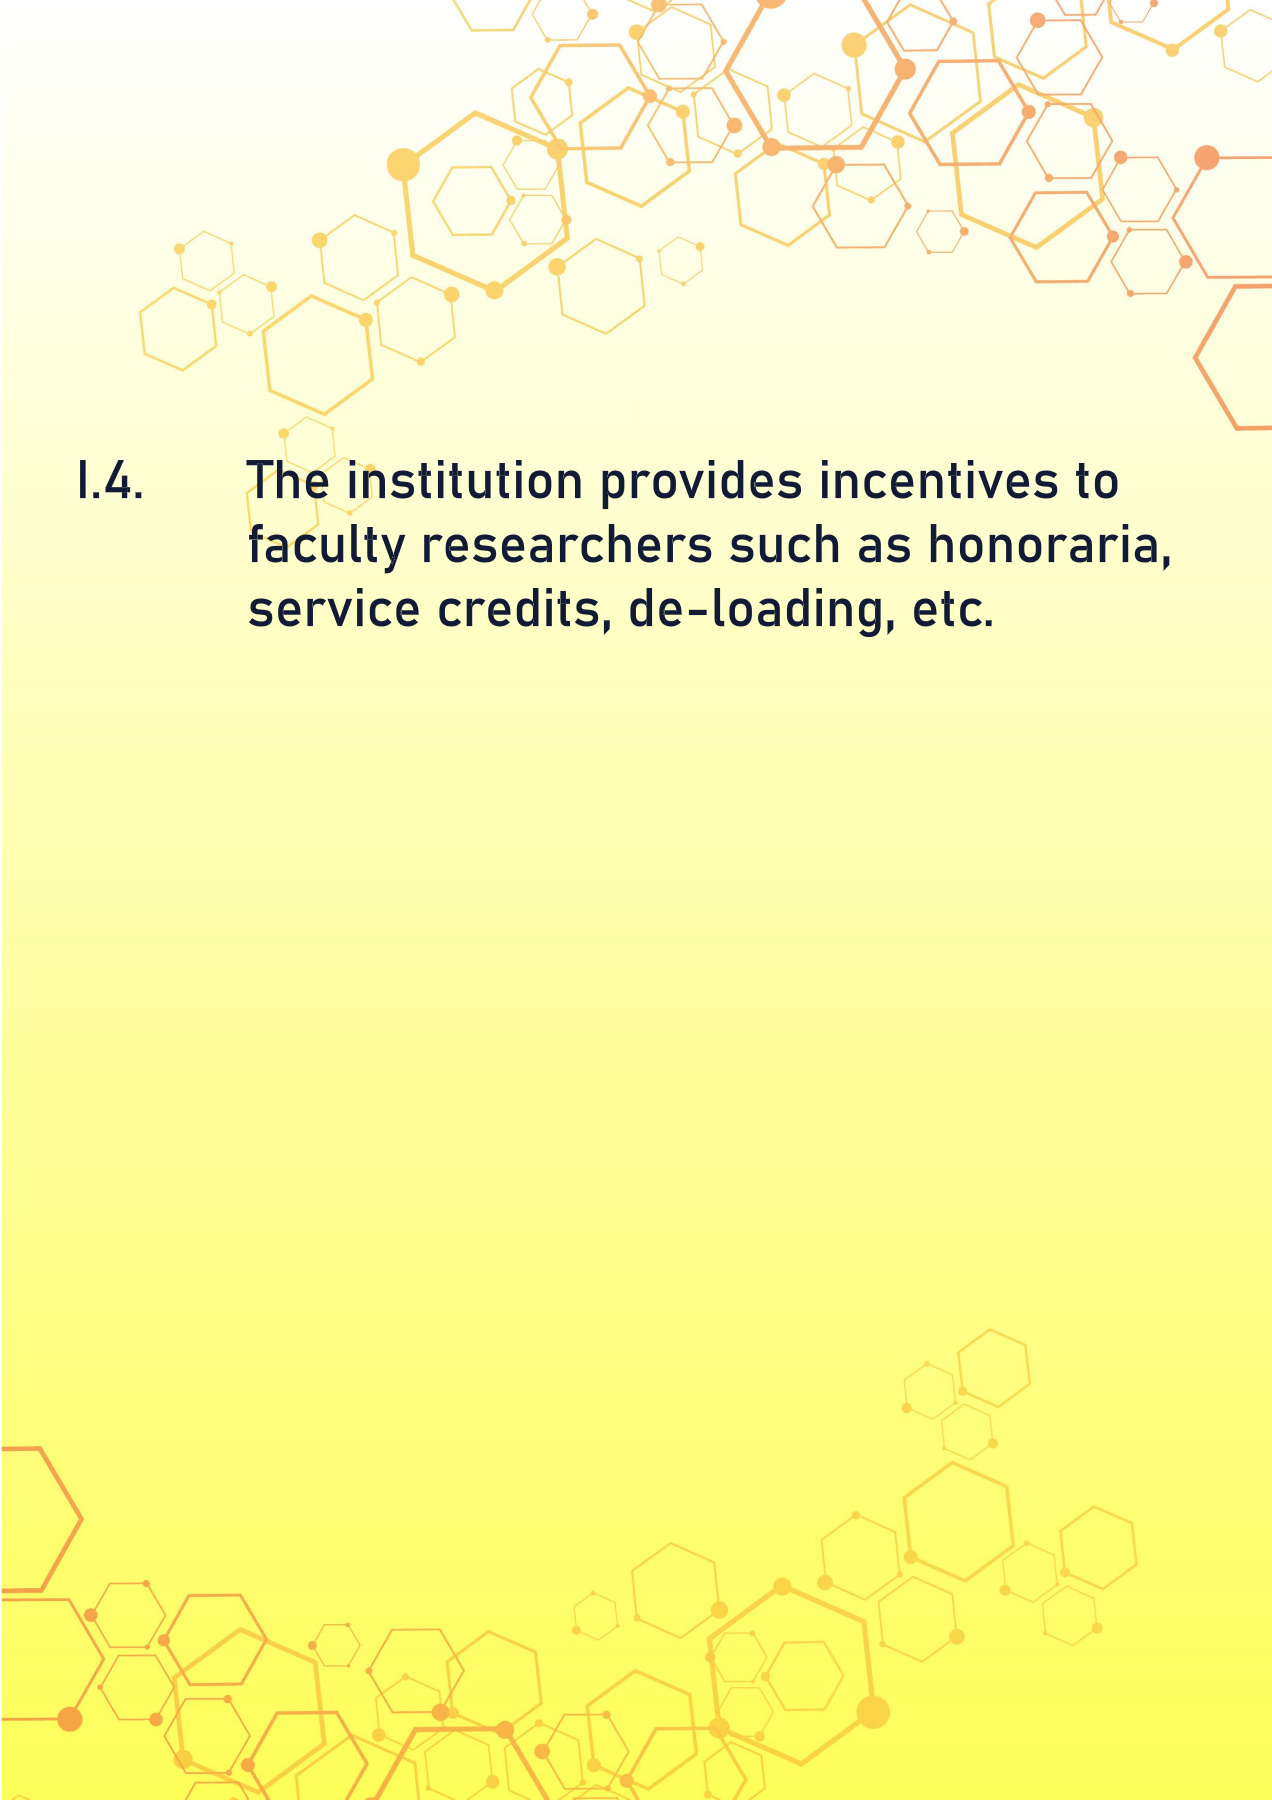 I.4. The institution provides incentives to
faculty researchers such as honoraria,
service credits, de-loading, etc.